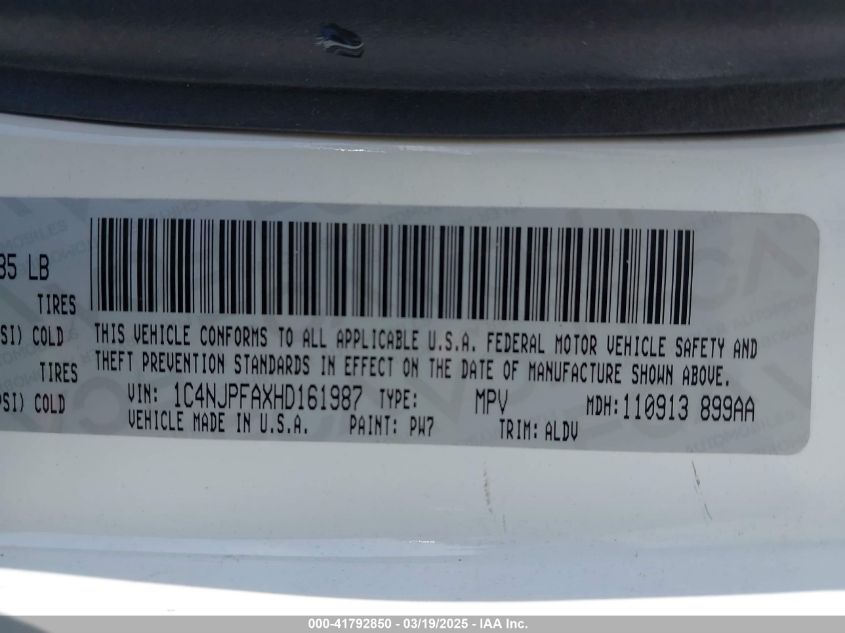 85 LB
TIRES
SI) COLD
TIRES
PSI) COLD
THIS VEHICLE CONFORMS TO ALL APPLICABLE U.S.A. FEDERAL MOTOR VEHICLE SAFETY AND
THEFT PREVENTION STANDARDS IN EFFECT ON THE DATE OF MANUFACTURE SHOWN ABOVE.
VIN: 1C4NJPFAXHD161987 TYPE: MPV MDH:110913 899AA
VEHICLE MADE IN U.S.A. PAINT: PW7 TRIM: ALDV
000-41792850 - 03/19/2025 - IAA Inc.